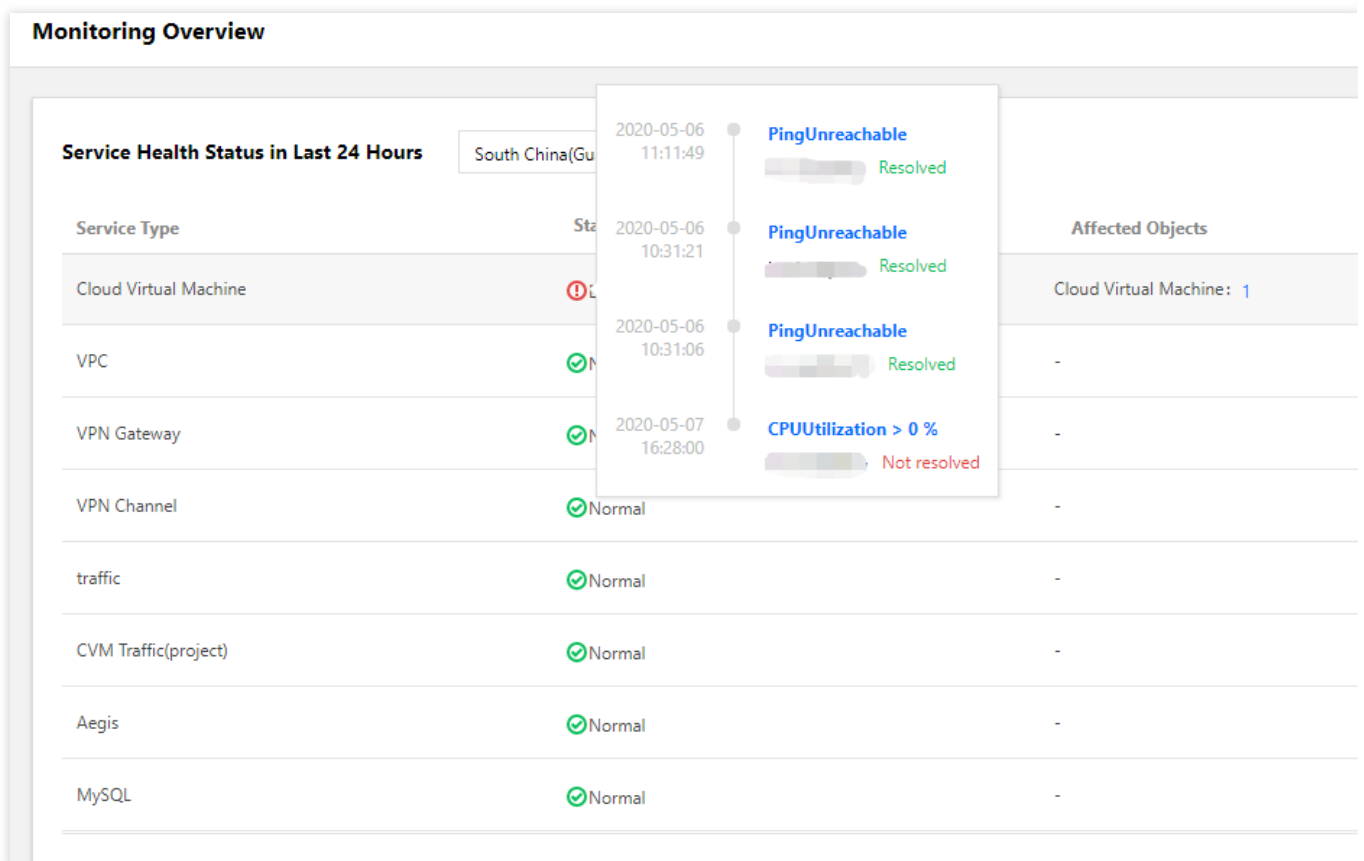 Monitoring Overview
Service Health Status in Last 24 Hours
South China(Gu
2020-05-06
11:11:49
PingUnreachable
Resolved
2020-05-06
10:31:21
PingUnreachable
Resolved
2020-05-06
10:31:06
PingUnreachable
Resolved
2020-05-07
16:28:00
CPUUtilization > 0 %
Not resolved
Service Type
Sta
Affected Objects
Cloud Virtual Machine
Cloud Virtual Machine: 1
VPC
-
VPN Gateway
-
VPN Channel
Normal
-
traffic
Normal
-
CVM Traffic(project)
Normal
-
Aegis
Normal
-
MySQL
Normal
-